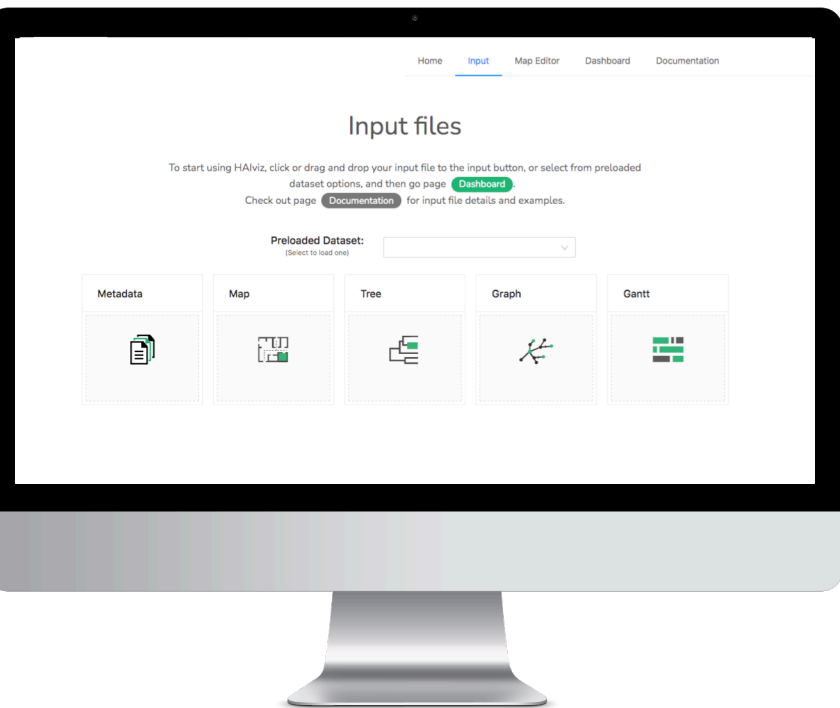 Home Input Map Editor Dashboard Documentation
Input files
To start using HAIviz, click or drag and drop your input file to the input button, or select from preloaded
dataset options, and then go page Dashboard.
Check out page Documentation for input file details and examples.
Preloaded Dataset:
(Select to load one)
Metadata Map Tree Graph Gantt